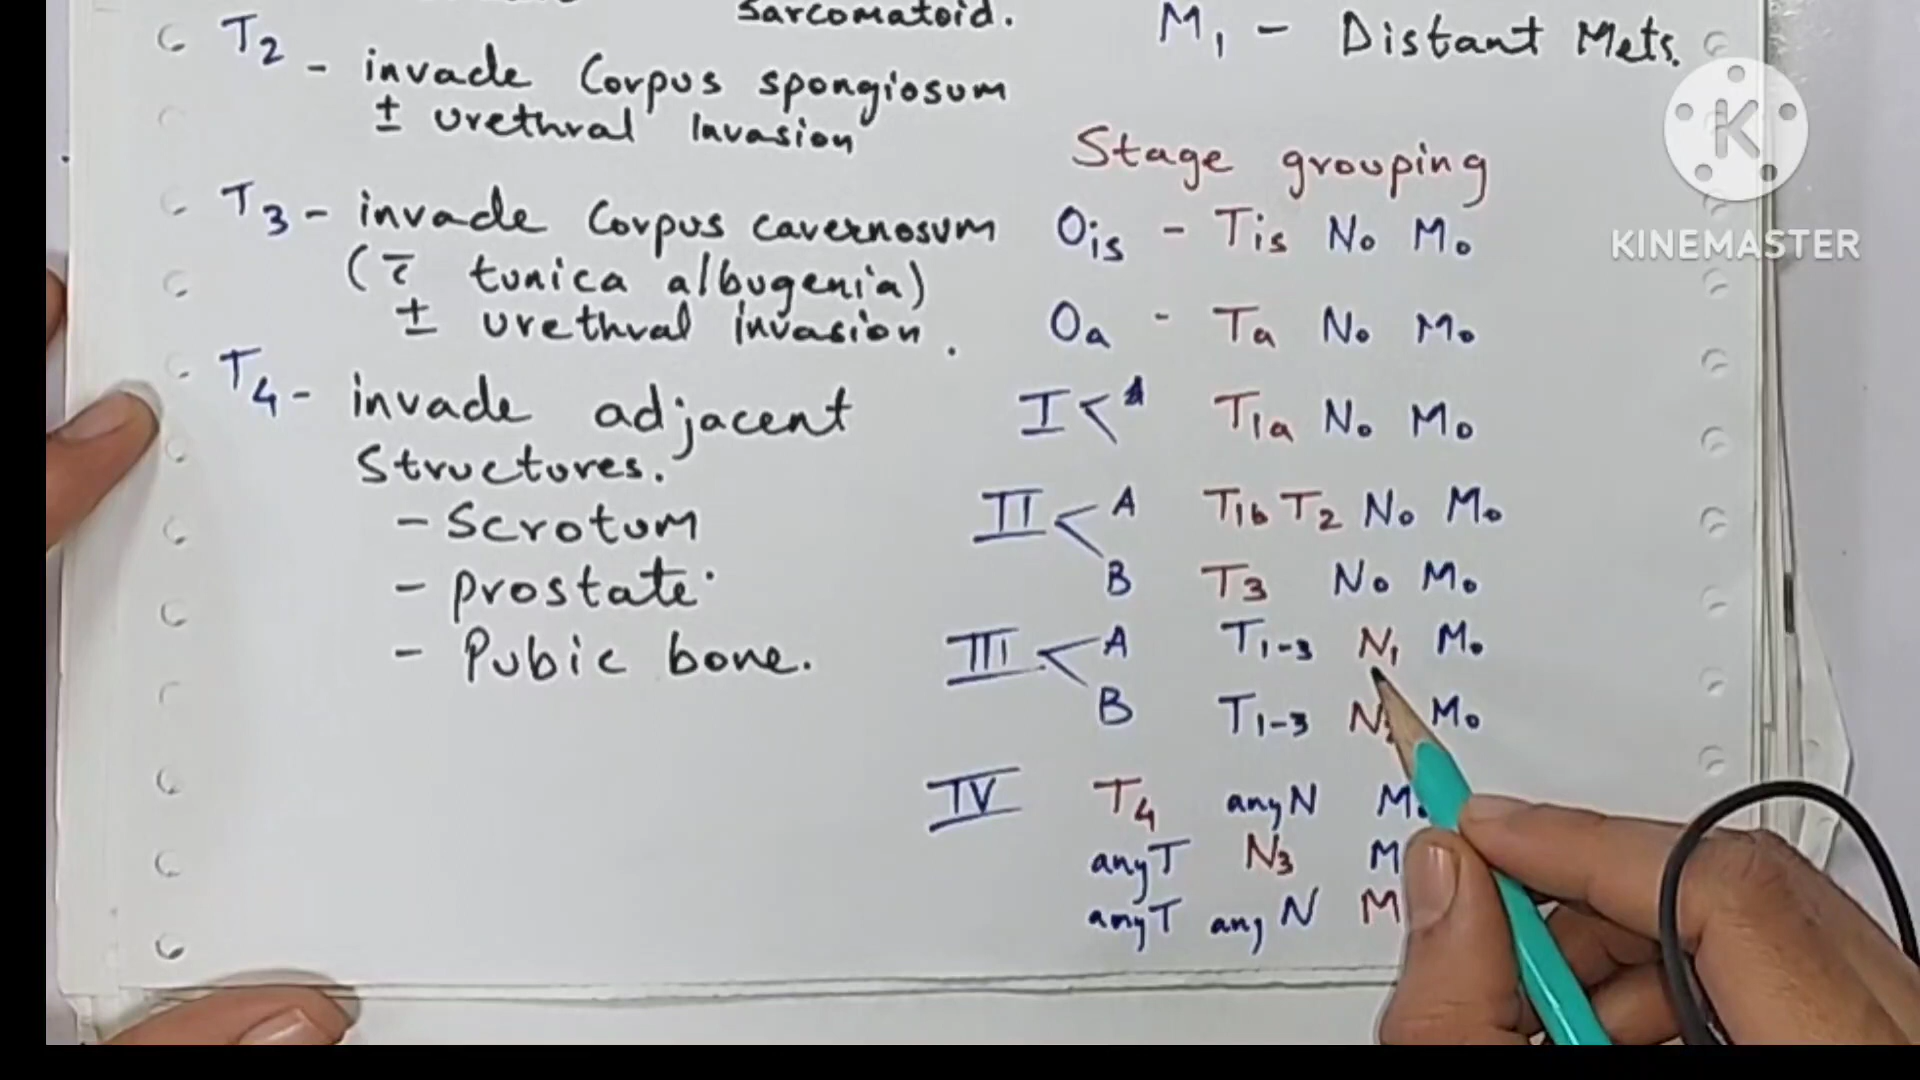 Sarcomatoid.
T2 - invade Corpus spongiosum
± urethral Invasion
T3 - invade Corpus cavernosum
(c̄ tunica albugenia)
± urethral invasion.
T4 - invade adjacent
Structures.
- Scrotum
- Prostate
- Pubic bone.
M1 - Distant Mets.
Stage grouping
Ois - Tis No Mo
Oa - Ta No Mo
I < T1a No Mo
II < A T1b T2 No Mo
B T3 No Mo
III < A T1-3 N1 Mo
B T1-3 N2 Mo
IV T4 any N Mo
any T N3 M
any T any N M
K
KINEMASTER